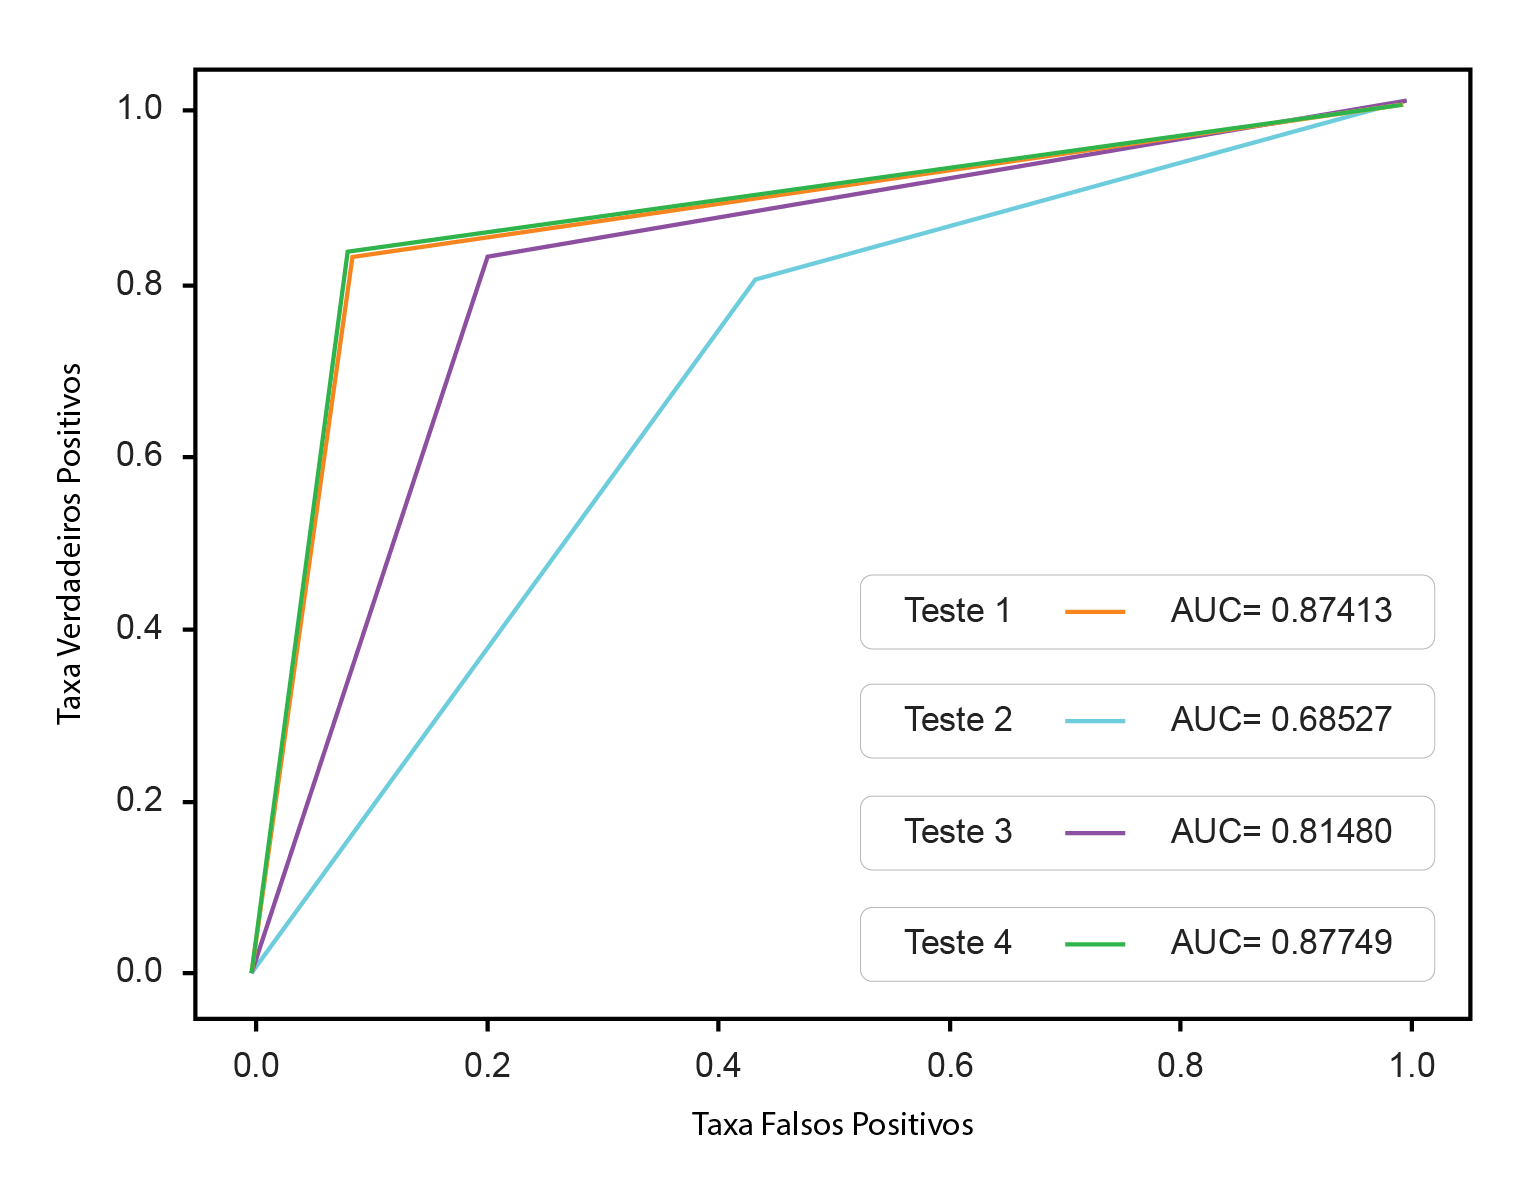 Taxa Verdadeiros Positivos
1.0
0.8
0.6
0.4
0.2
0.0
Teste 1 AUC= 0.87413
Teste 2 AUC= 0.68527
Teste 3 AUC= 0.81480
Teste 4 AUC= 0.87749
0.0 0.2 0.4 0.6 0.8 1.0
Taxa Falsos Positivos